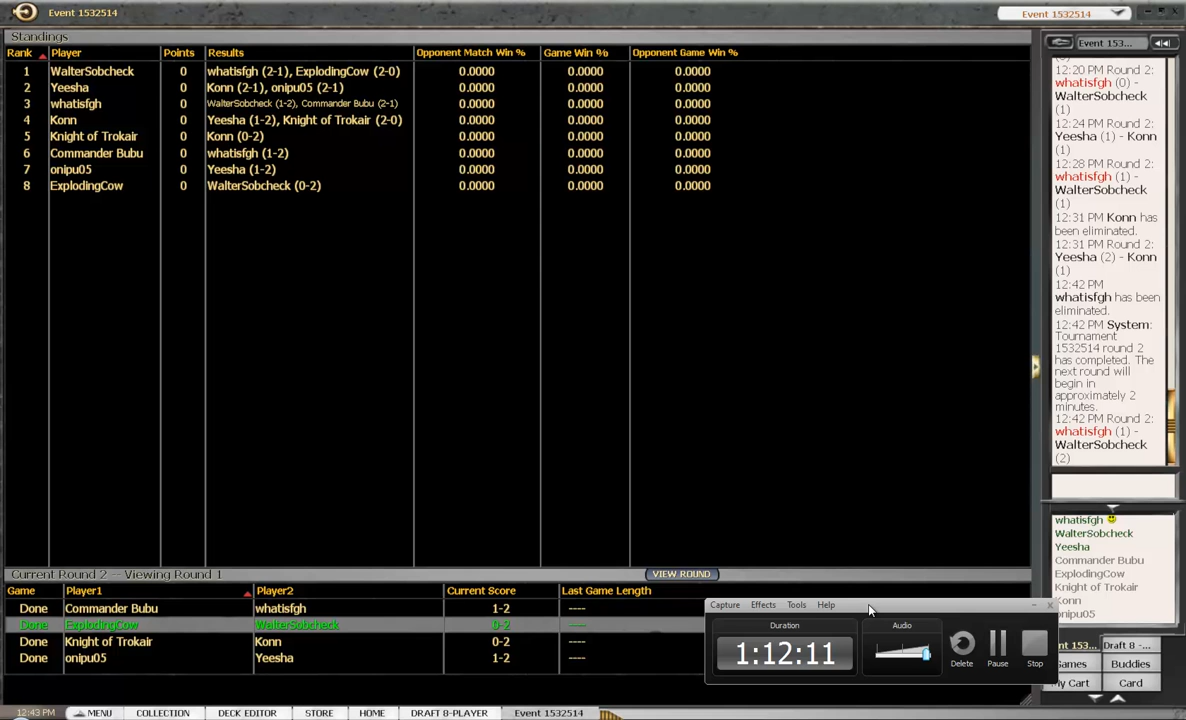 Event 1532514
Event 1532514
Standings
Rank Player Points Results Opponent Match Win % Game Win % Opponent Game Win %
1 WalterSobcheck 0 whatisfgh (2-1), ExplodingCow (2-0) 0.0000 0.0000 0.0000
2 Yeesha 0 Konn (2-1), onipu05 (2-1) 0.0000 0.0000 0.0000
3 whatisfgh 0 WalterSobcheck (1-2), Commander Bubu (2-1) 0.0000 0.0000 0.0000
4 Konn 0 Yeesha (1-2), Knight of Trokair (2-0) 0.0000 0.0000 0.0000
5 Knight of Trokair 0 Konn (0-2) 0.0000 0.0000 0.0000
6 Commander Bubu 0 whatisfgh (1-2) 0.0000 0.0000 0.0000
7 onipu05 0 Yeesha (1-2) 0.0000 0.0000 0.0000
8 ExplodingCow 0 WalterSobcheck (0-2) 0.0000 0.0000 0.0000
Event 153...
12:20 PM Round 2:
whatisfgh (0) -
WalterSobcheck
(1)
12:24 PM Round 2:
Yeesha (1) - Konn
(1)
12:28 PM Round 2:
whatisfgh (1) -
WalterSobcheck
(1)
12:31 PM Konn has
been eliminated.
12:31 PM Round 2:
Yeesha (2) - Konn
(1)
12:42 PM
whatisfgh has been
eliminated.
12:42 PM System:
Tournament
1532514 round 2
has completed. The
next round will
begin in
approximately 2
minutes.
12:42 PM Round 2:
whatisfgh (1) -
WalterSobcheck
(2)
whatisfgh
WalterSobcheck
Yeesha
Commander Bubu
ExplodingCow
Knight of Trokair
Konn
onipu05
Current Round 2 -- Viewing Round 1
VIEW ROUND
Game Player1 Player2 Current Score Last Game Length
Done Commander Bubu whatisfgh 1-2 ----
Done ExplodingCow WalterSobcheck 0-2 ----
Done Knight of Trokair Konn 0-2 ----
Done onipu05 Yeesha 1-2 ----
Capture Effects Tools Help
Duration
1:12:11
Audio
Delete Pause Stop
153... Draft 8 -...
Games Buddies
My Cart Card
12:43 PM MENU COLLECTION DECK EDITOR STORE HOME DRAFT 8-PLAYER Event 1532514